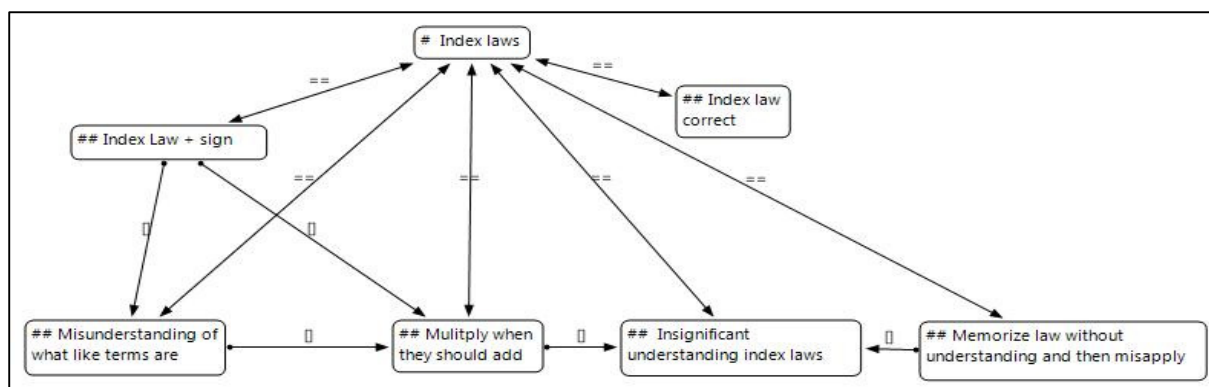 # Index laws
==
==
## Index law
correct
## Index Law + sign
==
==
==
==
[]
[]
## Misunderstanding of
what like terms are
[]
## Mulitply when
they should add
[]
## Insignificant
understanding index laws
[]
## Memorize law without
understanding and then misapply